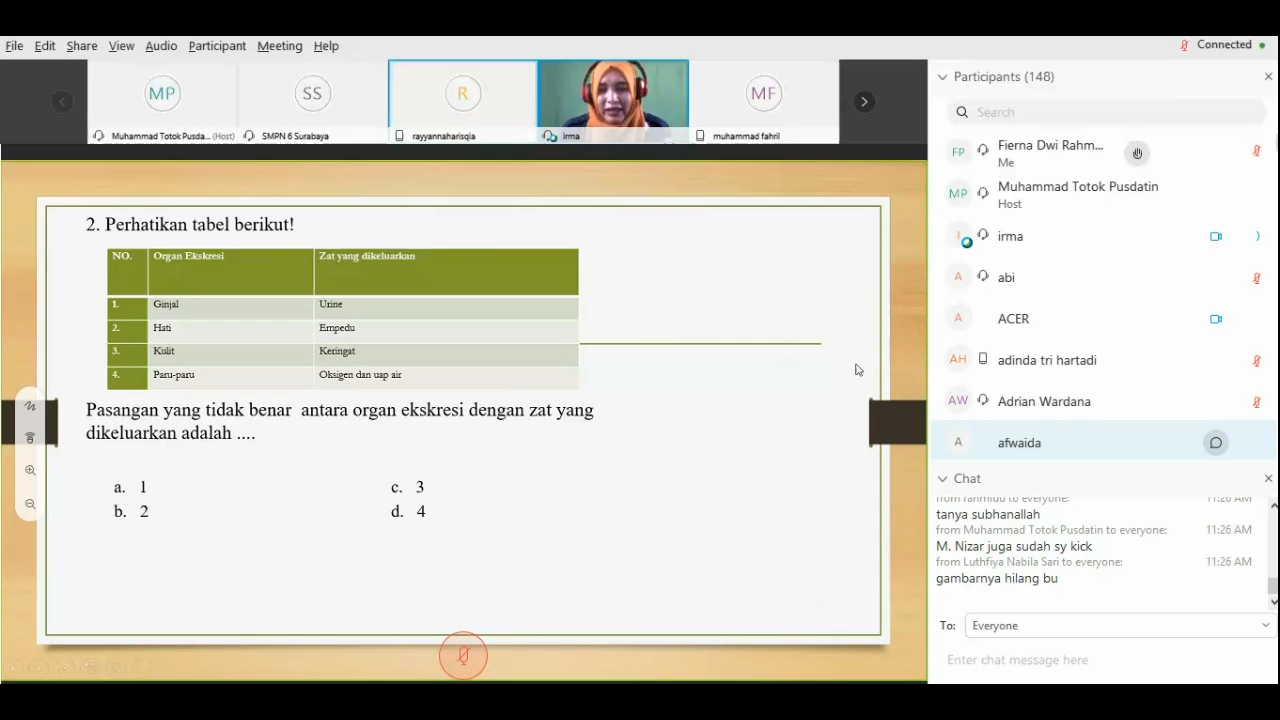 File Edit Share View Audio Participant Meeting Help
Connected
MP
SS
R
MF
Muhammad Totok Pusda... (Host)
SMPN 6 Surabaya
rayyannaharisqia
irma
muhammad fahril
2. Perhatikan tabel berikut!
NO. Organ Ekskresi Zat yang dikeluarkan
1. Ginjal Urine
2. Hati Empedu
3. Kulit Keringat
4. Paru-paru Oksigen dan uap air
Pasangan yang tidak benar antara organ ekskresi dengan zat yang
dikeluarkan adalah ....
a. 1 c. 3
b. 2 d. 4
Participants (148)
Search
FP Fierna Dwi Rahm...
Me
MP Muhammad Totok Pusdatin
Host
I irma
A abi
A ACER
AH adinda tri hartadi
AW Adrian Wardana
A afwaida
Chat
to everyone: 11:26 AM
tanya subhanallah
from Muhammad Totok Pusdatin to everyone: 11:26 AM
M. Nizar juga sudah sy kick
from Luthfiya Nabila Sari to everyone: 11:26 AM
gambarnya hilang bu
To: Everyone
Enter chat message here